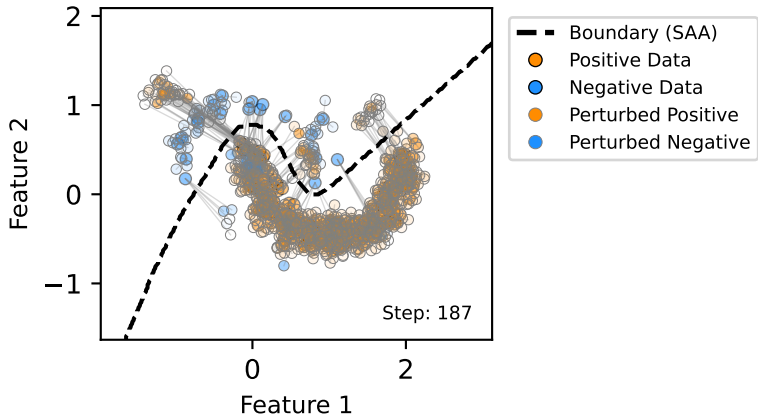 2
1
0
−1
Feature 2
0
2
Feature 1
Step: 187
Boundary (SAA)
Positive Data
Negative Data
Perturbed Positive
Perturbed Negative